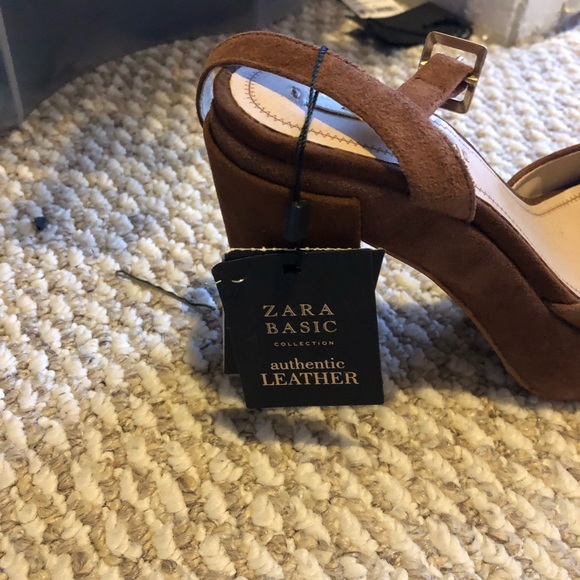 ZARA
BASIC
COLLECTION
authentic
LEATHER